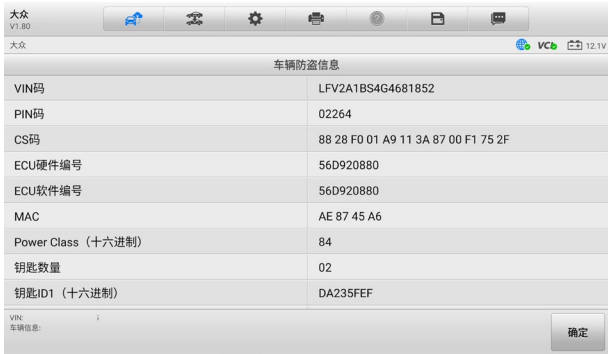 大众
V1.80
大众
VCI
12.1V
车辆防盗信息
VIN码 LFV2A1BS4G4681852
PIN码 02264
CS码 88 28 F0 01 A9 11 3A 87 00 F1 75 2F
ECU硬件编号 56D920880
ECU软件编号 56D920880
MAC AE 87 45 A6
Power Class（十六进制） 84
钥匙数量 02
钥匙ID1（十六进制） DA235FEF
VIN:
车辆信息:
确定